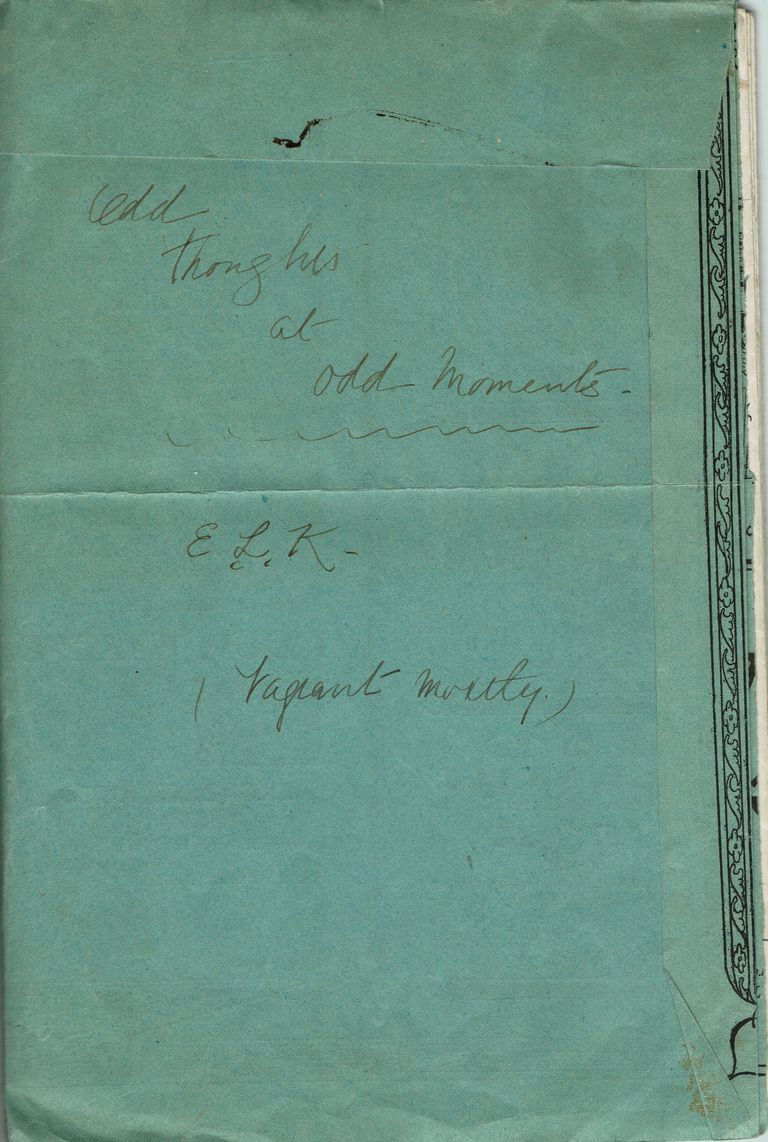 Odd
thoughts
at
odd Moments -
E. L. K -
( Vagrant mostly. )